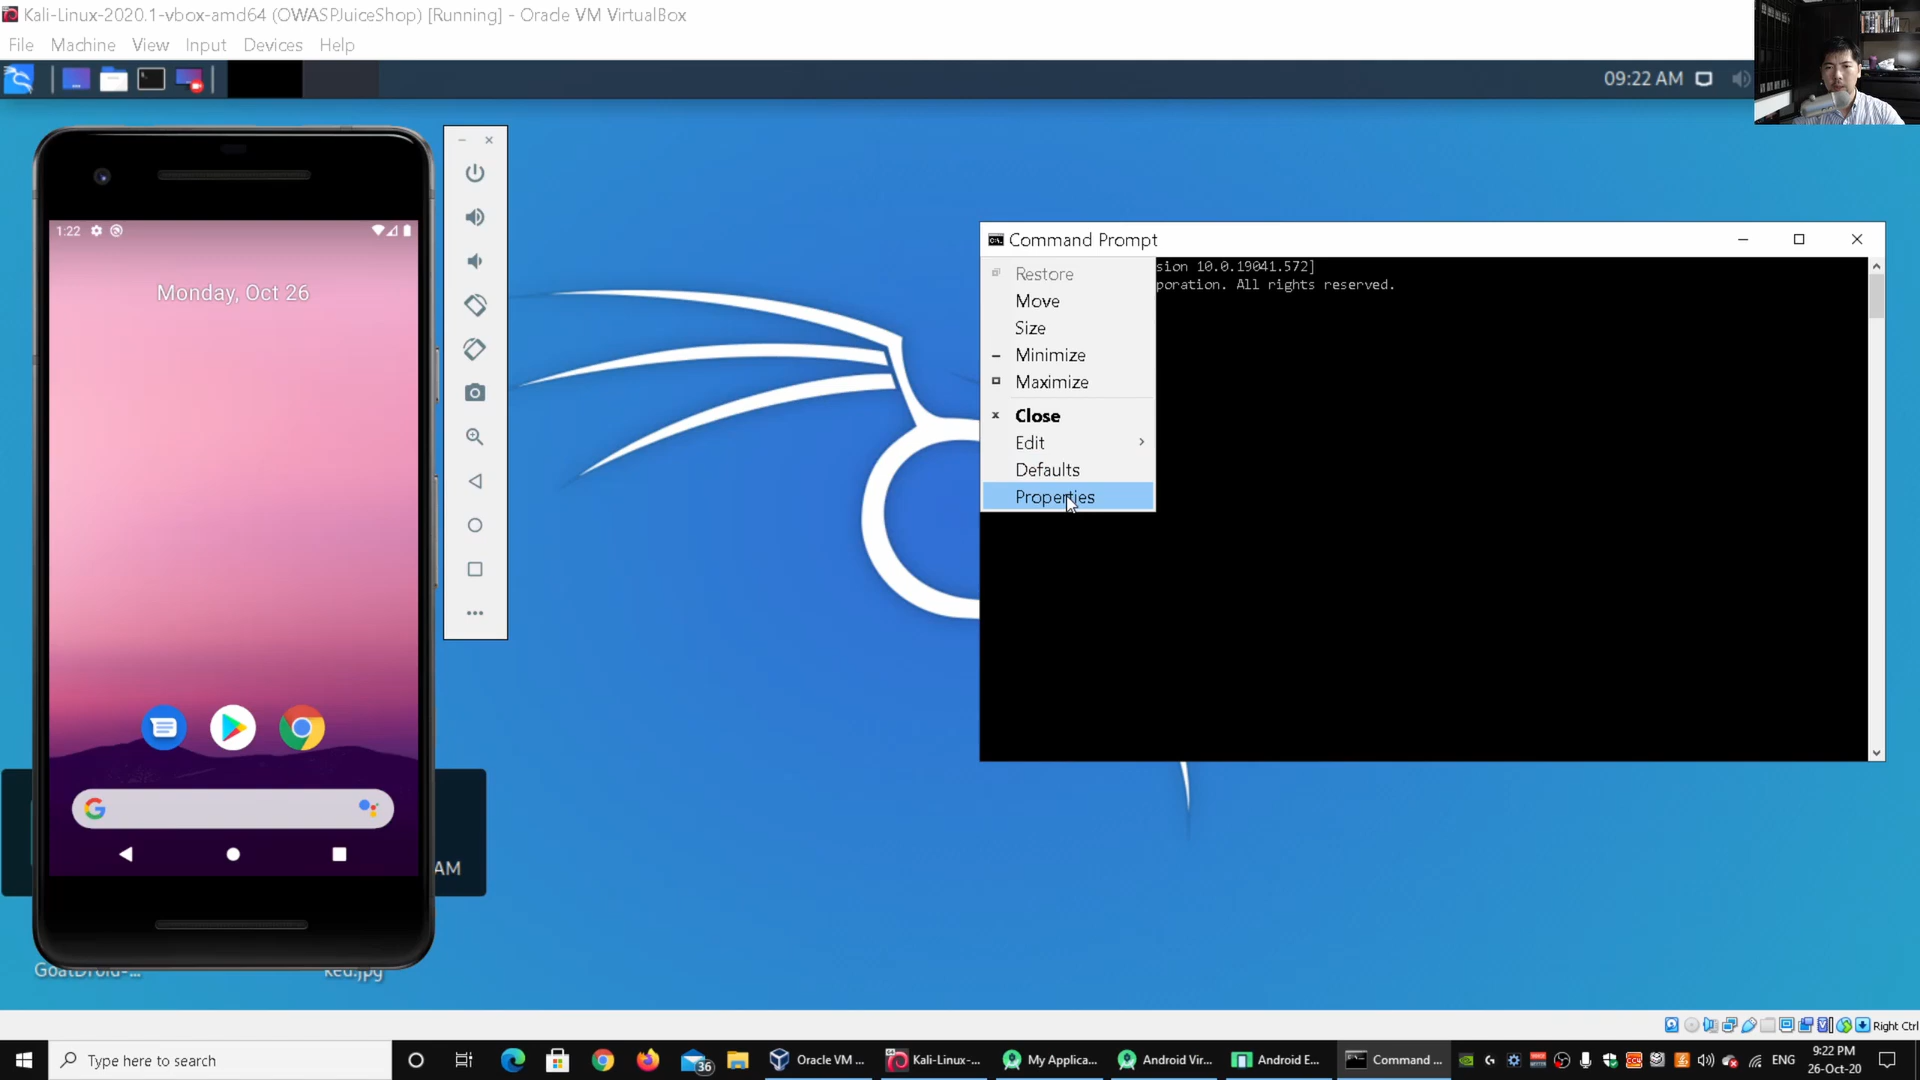 Kali-Linux-2020.1-vbox-amd64 (OWASPJuiceShop) [Running] - Oracle VM VirtualBox
File Machine View Input Devices Help
09:22 AM
1:22
Monday, Oct 26
AM
GoatDroid-...
ked.jpg
Command Prompt
sion 10.0.19041.572]
poration. All rights reserved.
Restore
Move
Size
Minimize
Maximize
Close
Edit
Defaults
Properties
Right Ctrl
Type here to search
36
Oracle VM ...
Kali-Linux-...
My Applica...
Android Vir...
Android E...
Command ...
ENG
9:22 PM
26-Oct-20